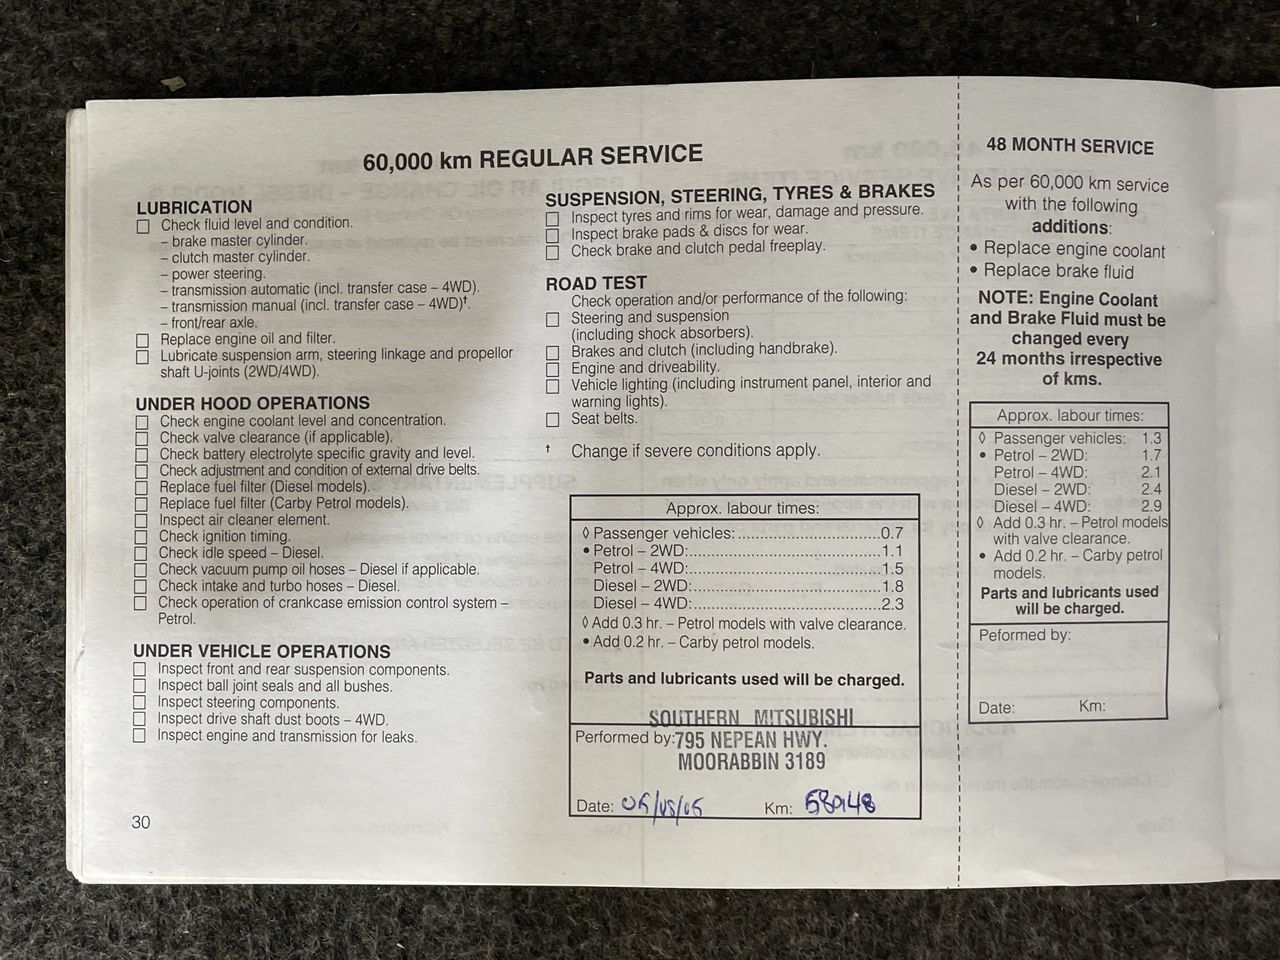 60,000 km REGULAR SERVICE
LUBRICATION
Check fluid level and condition.
– brake master cylinder.
– clutch master cylinder.
– power steering.
– transmission automatic (incl. transfer case – 4WD).
– transmission manual (incl. transfer case – 4WD)†.
– front/rear axle.
Replace engine oil and filter.
Lubricate suspension arm, steering linkage and propellor
shaft U-joints (2WD/4WD).
UNDER HOOD OPERATIONS
Check engine coolant level and concentration.
Check valve clearance (if applicable).
Check battery electrolyte specific gravity and level.
Check adjustment and condition of external drive belts.
Replace fuel filter (Diesel models).
Replace fuel filter (Carby Petrol models).
Inspect air cleaner element.
Check ignition timing.
Check idle speed – Diesel.
Check vacuum pump oil hoses – Diesel if applicable.
Check intake and turbo hoses – Diesel.
Check operation of crankcase emission control system –
Petrol.
UNDER VEHICLE OPERATIONS
Inspect front and rear suspension components.
Inspect ball joint seals and all bushes.
Inspect steering components.
Inspect drive shaft dust boots – 4WD.
Inspect engine and transmission for leaks.
30
SUSPENSION, STEERING, TYRES & BRAKES
Inspect tyres and rims for wear, damage and pressure.
Inspect brake pads & discs for wear.
Check brake and clutch pedal freeplay.
ROAD TEST
Check operation and/or performance of the following:
Steering and suspension
(including shock absorbers).
Brakes and clutch (including handbrake).
Engine and driveability.
Vehicle lighting (including instrument panel, interior and
warning lights).
Seat belts.
† Change if severe conditions apply.
Approx. labour times:
◊ Passenger vehicles:................................0.7
• Petrol – 2WD:...........................................1.1
Petrol – 4WD:...........................................1.5
Diesel – 2WD:..........................................1.8
Diesel – 4WD:..........................................2.3
◊ Add 0.3 hr. – Petrol models with valve clearance.
• Add 0.2 hr. – Carby petrol models.
Parts and lubricants used will be charged.
SOUTHERN MITSUBISHI
Performed by: 795 NEPEAN HWY.
MOORABBIN 3189
Date: Km:
48 MONTH SERVICE
As per 60,000 km service
with the following
additions:
• Replace engine coolant
• Replace brake fluid
NOTE: Engine Coolant
and Brake Fluid must be
changed every
24 months irrespective
of kms.
Approx. labour times:
◊ Passenger vehicles: 1.3
• Petrol – 2WD: 1.7
Petrol – 4WD: 2.1
Diesel – 2WD: 2.4
Diesel – 4WD: 2.9
◊ Add 0.3 hr. – Petrol models
with valve clearance.
• Add 0.2 hr. – Carby petrol
models.
Parts and lubricants used
will be charged.
Peformed by:
Date: Km: